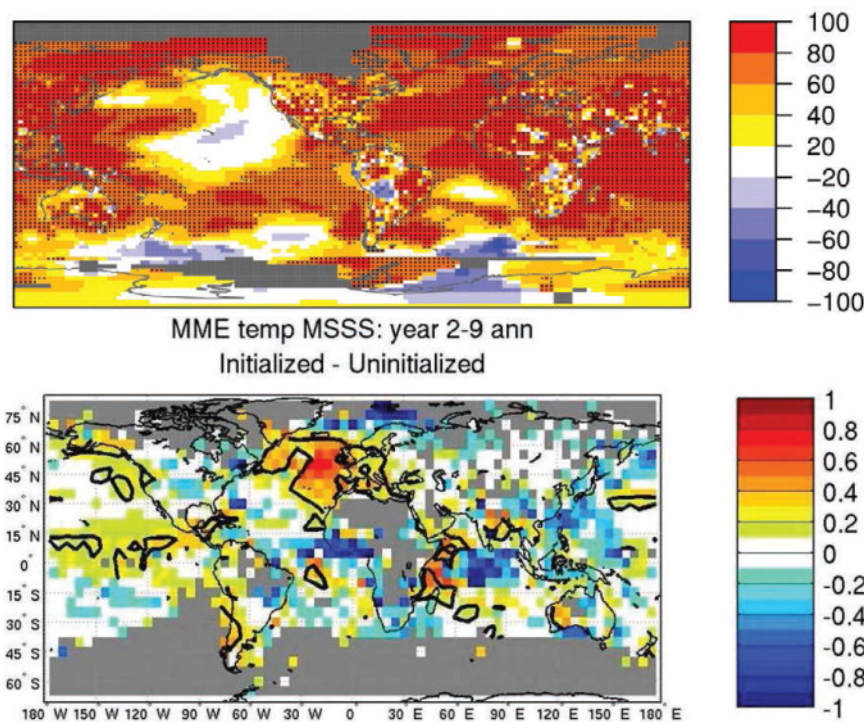 100
80
60
40
20
-20
-40
-60
-80
-100
MME temp MSSS: year 2-9 ann
Initialized - Uninitialized
75° N
60° N
45° N
30° N
15° N
0°
15° S
30° S
45° S
60° S
180 W 150 W 120 W 90 W 60 W 30 W 0 30 E 60 E 90 E 120 E 150 E 180 E
1
0.8
0.6
0.4
0.2
0
-0.2
-0.4
-0.6
-0.8
-1